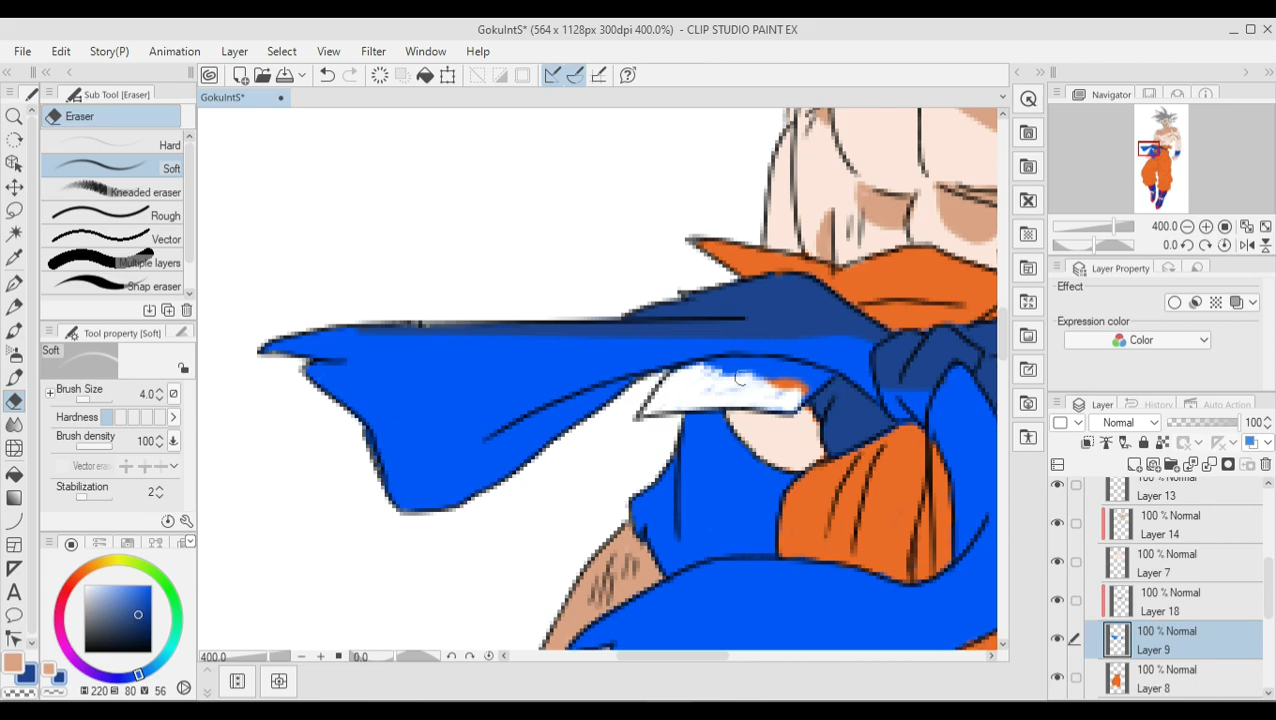 GokuIntS* (564 x 1128px 300dpi 400.0%) - CLIP STUDIO PAINT EX
File Edit Story(P) Animation Layer Select View Filter Window Help
Sub Tool [Eraser]
GokuIntS*
Navigator
Eraser
Hard
Soft
Kneaded eraser
Rough
Vector
Multiple layers
Snap eraser
400.0
0.0
Layer Property
Effect
Expression color
Color
Tool property [Soft]
Soft
Brush Size 4.0
Hardness
Brush density 100
Vector eras
Stabilization 2
Layer History Auto Action
Normal 100
Layer 13
100 % Normal
Layer 14
100 % Normal
Layer 7
100 % Normal
Layer 18
100 % Normal
Layer 9
100 % Normal
Layer 8
400.0 0.0
H 220 S 80 V 56